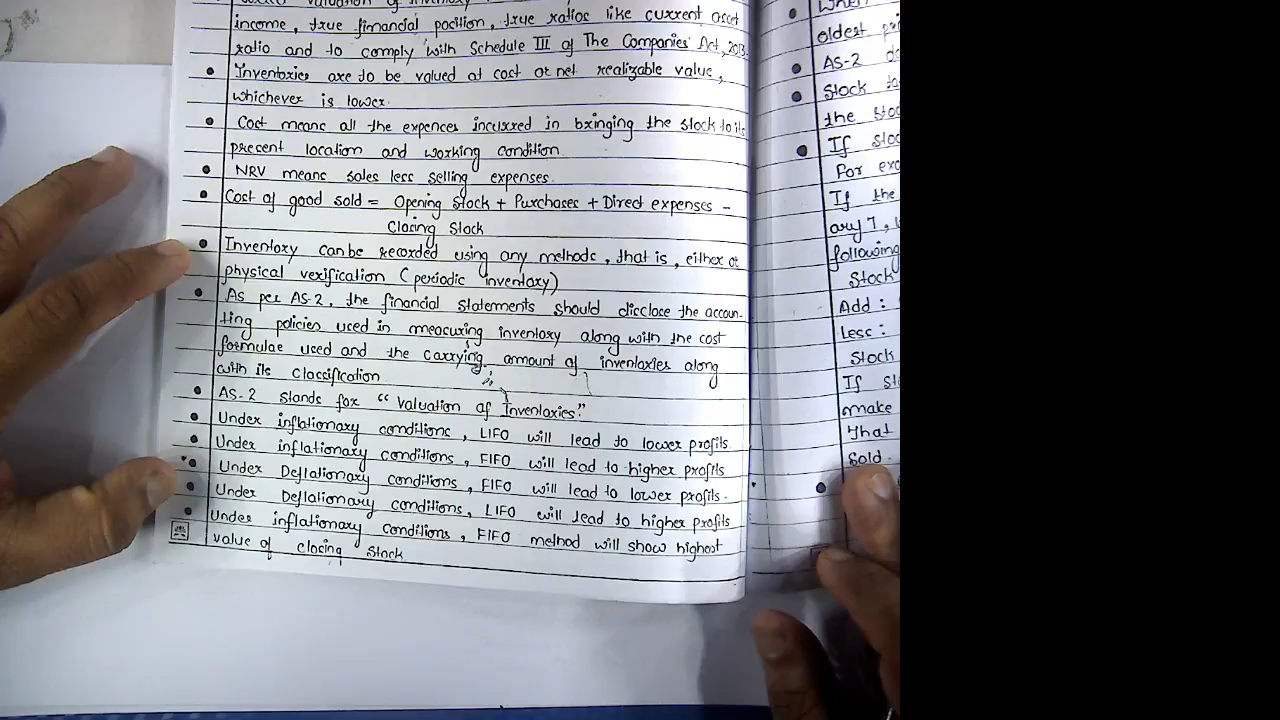 valuation of inventory
income, true financial position, true ratios like current asset
ratio and to comply with Schedule III of The Companies' Act, 2013.
Inventories are to be valued at cost or net realizable value,
whichever is lower.
Cost means all the expences incurred in bringing the stock to its
present location and working condition
NRV means sales less selling expenses.
Cost of good sold = Opening Stock + Purchases + Direct expenses -
Closing Stock
Inventory can be recorded using any methods, that is, either or
physical verification (periodic inventory)
As per AS-2, the financial statements should disclose the accoun-
ting policies used in measuring inventory along with the cost
formulae used and the carrying amount of inventories along
with its classification
AS-2 stands for "Valuation of Inventories"
Under inflationary conditions, LIFO will lead to lower profits.
Under inflationary conditions, FIFO will lead to higher profits
Under Deflationary conditions, FIFO will lead to lower profits.
Under Deflationary conditions, LIFO will lead to higher profits
Under inflationary conditions, FIFO method will show highest
value of closing stock
oldest
AS-2
Stock
the
If
For
If the
ary 7,
following
Stock
Add :
Less :
Stock
If
make
That
Sold.